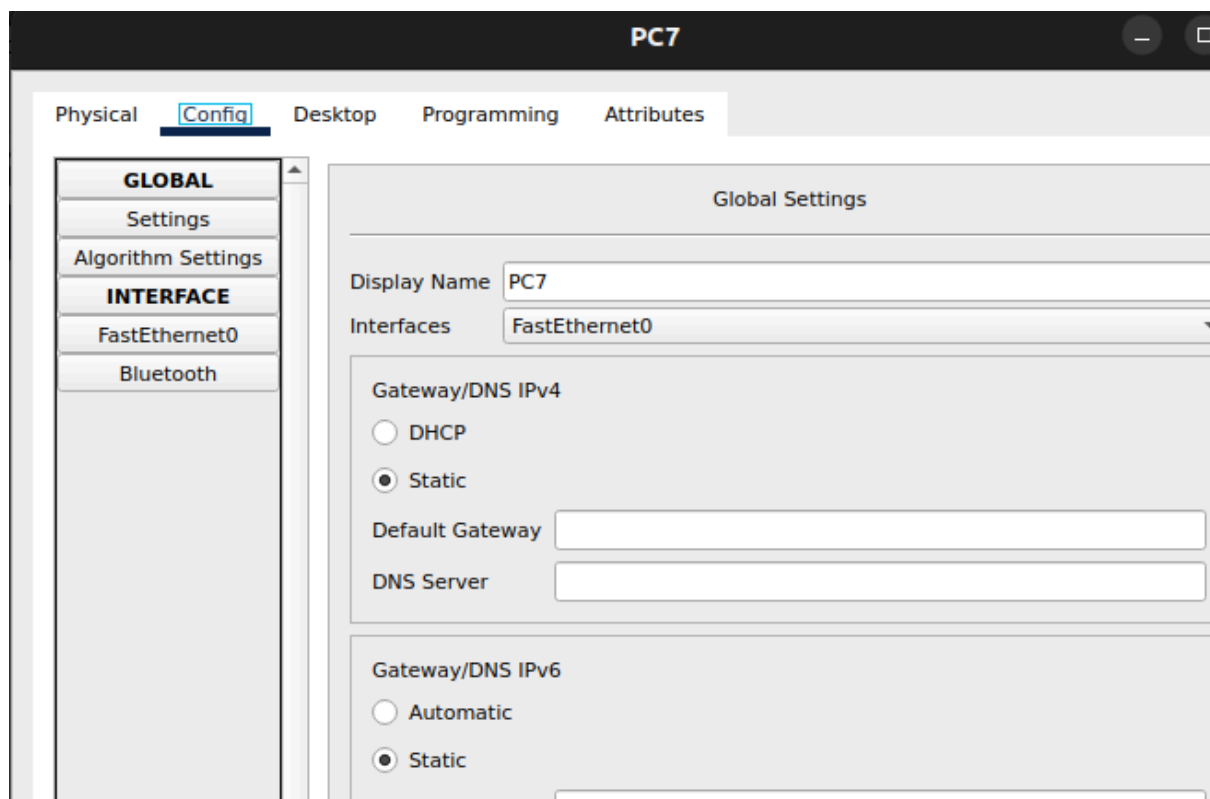 PC7
Physical Config Desktop Programming Attributes
GLOBAL
Settings
Algorithm Settings
INTERFACE
FastEthernet0
Bluetooth
Global Settings
Display Name PC7
Interfaces FastEthernet0
Gateway/DNS IPv4
DHCP
Static
Default Gateway
DNS Server
Gateway/DNS IPv6
Automatic
Static